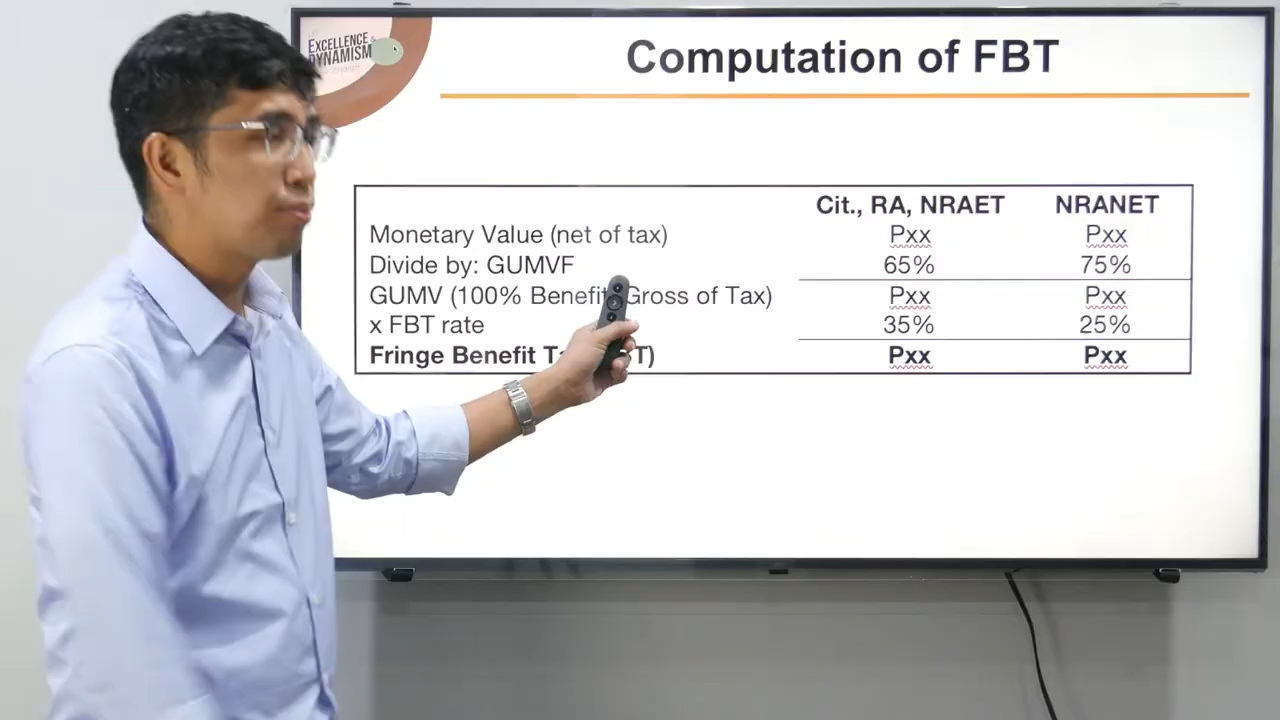 EXCELLENCE &
DYNAMISM
Computation of FBT
Cit., RA, NRAET NRANET
Monetary Value (net of tax) Pxx Pxx
Divide by: GUMVF 65% 75%
GUMV (100% Benefit Gross of Tax) Pxx Pxx
x FBT rate 35% 25%
Fringe Benefit T) Pxx Pxx